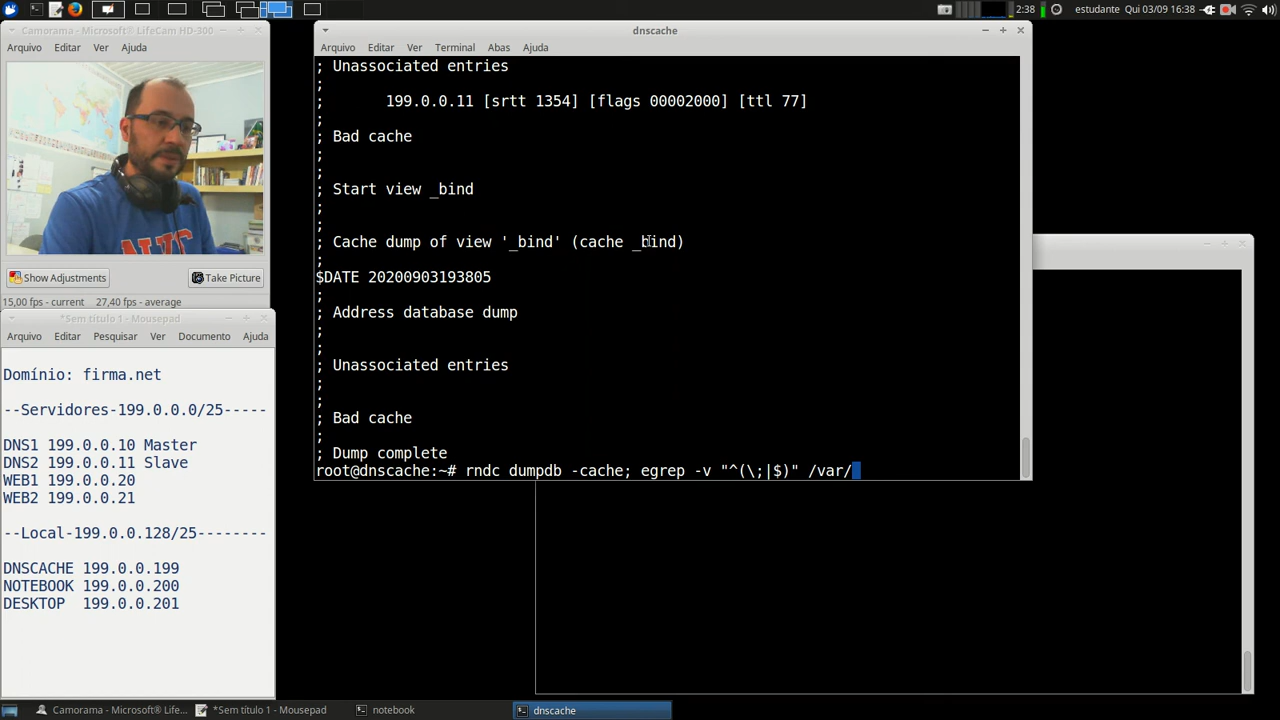 2:38
estudante Qui 03/09 16:38
Camorama - Microsoft® LifeCam HD-300
Arquivo Editar Ver Ajuda
Show Adjustments
Take Picture
15,00 fps - current 27,40 fps - average
*Sem título 1 - Mousepad
Arquivo Editar Pesquisar Ver Documento Ajuda
Domínio: firma.net
--Servidores-199.0.0.0/25-----
DNS1 199.0.0.10 Master
DNS2 199.0.0.11 Slave
WEB1 199.0.0.20
WEB2 199.0.0.21
--Local-199.0.0.128/25--------
DNSCACHE 199.0.0.199
NOTEBOOK 199.0.0.200
DESKTOP 199.0.0.201
dnscache
Arquivo Editar Ver Terminal Abas Ajuda
; Unassociated entries
;
; 199.0.0.11 [srtt 1354] [flags 00002000] [ttl 77]
;
; Bad cache
;
;
; Start view _bind
;
;
; Cache dump of view '_bind' (cache _bind)
;
$DATE 20200903193805
;
; Address database dump
;
;
; Unassociated entries
;
;
; Bad cache
;
; Dump complete
root@dnscache:~# rndc dumpdb -cache; egrep -v "^(\;|$)" /var/
Camorama - Microsoft® LifeCa...
*Sem título 1 - Mousepad
notebook
dnscache